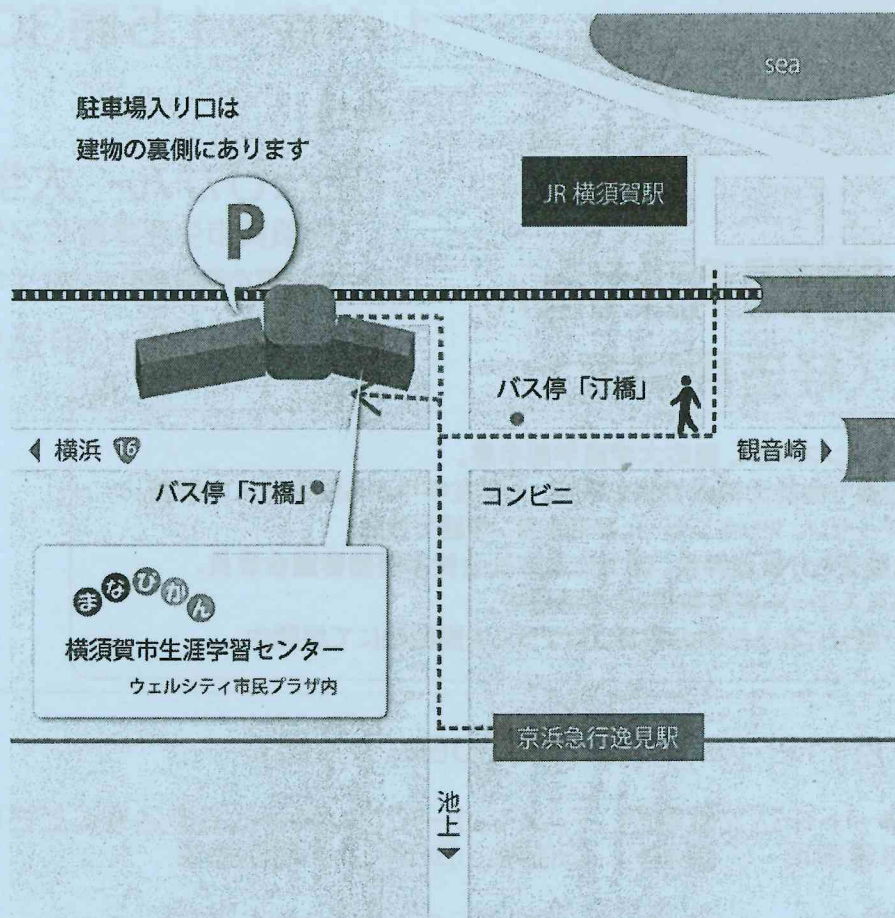 sea
駐車場入り口は
建物の裏側にあります
P
JR 横須賀駅
バス停「汀橋」
横浜 16
観音崎
バス停「汀橋」
コンビニ
まなびかん
横須賀市生涯学習センター
ウェルシティ市民プラザ内
京浜急行逸見駅
池上